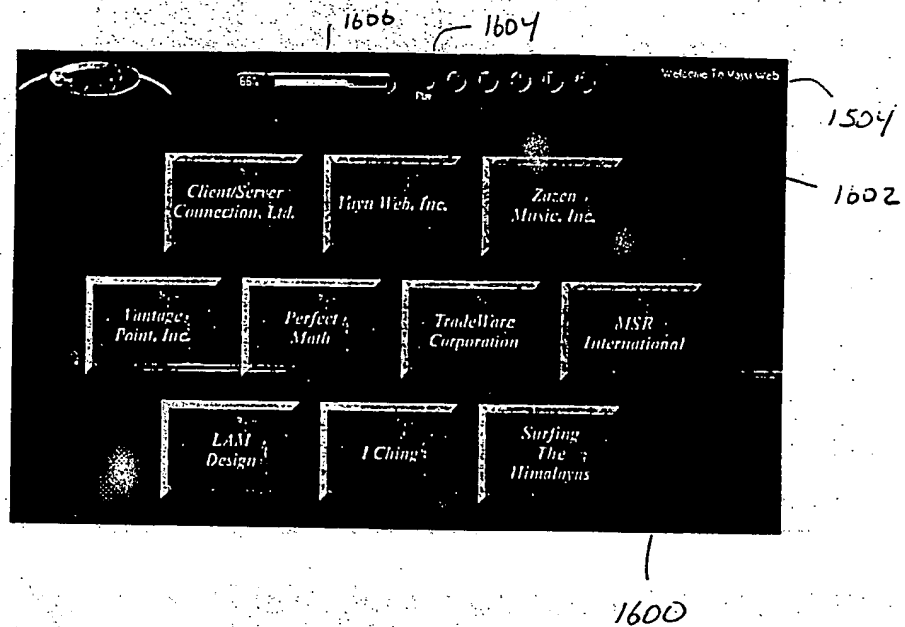 1606
1604
66%
Welcome To Vayu Web
1504
1602
Client/Server
Connection, Ltd.
Vayu Web, Inc.
Zazen
Music, Inc.
Vantage
Point, Inc.
Perfect
Math
TradeWare
Corporation
MSR
International
LAM
Design
I Ching
Surfing
The
Himalayas
1600